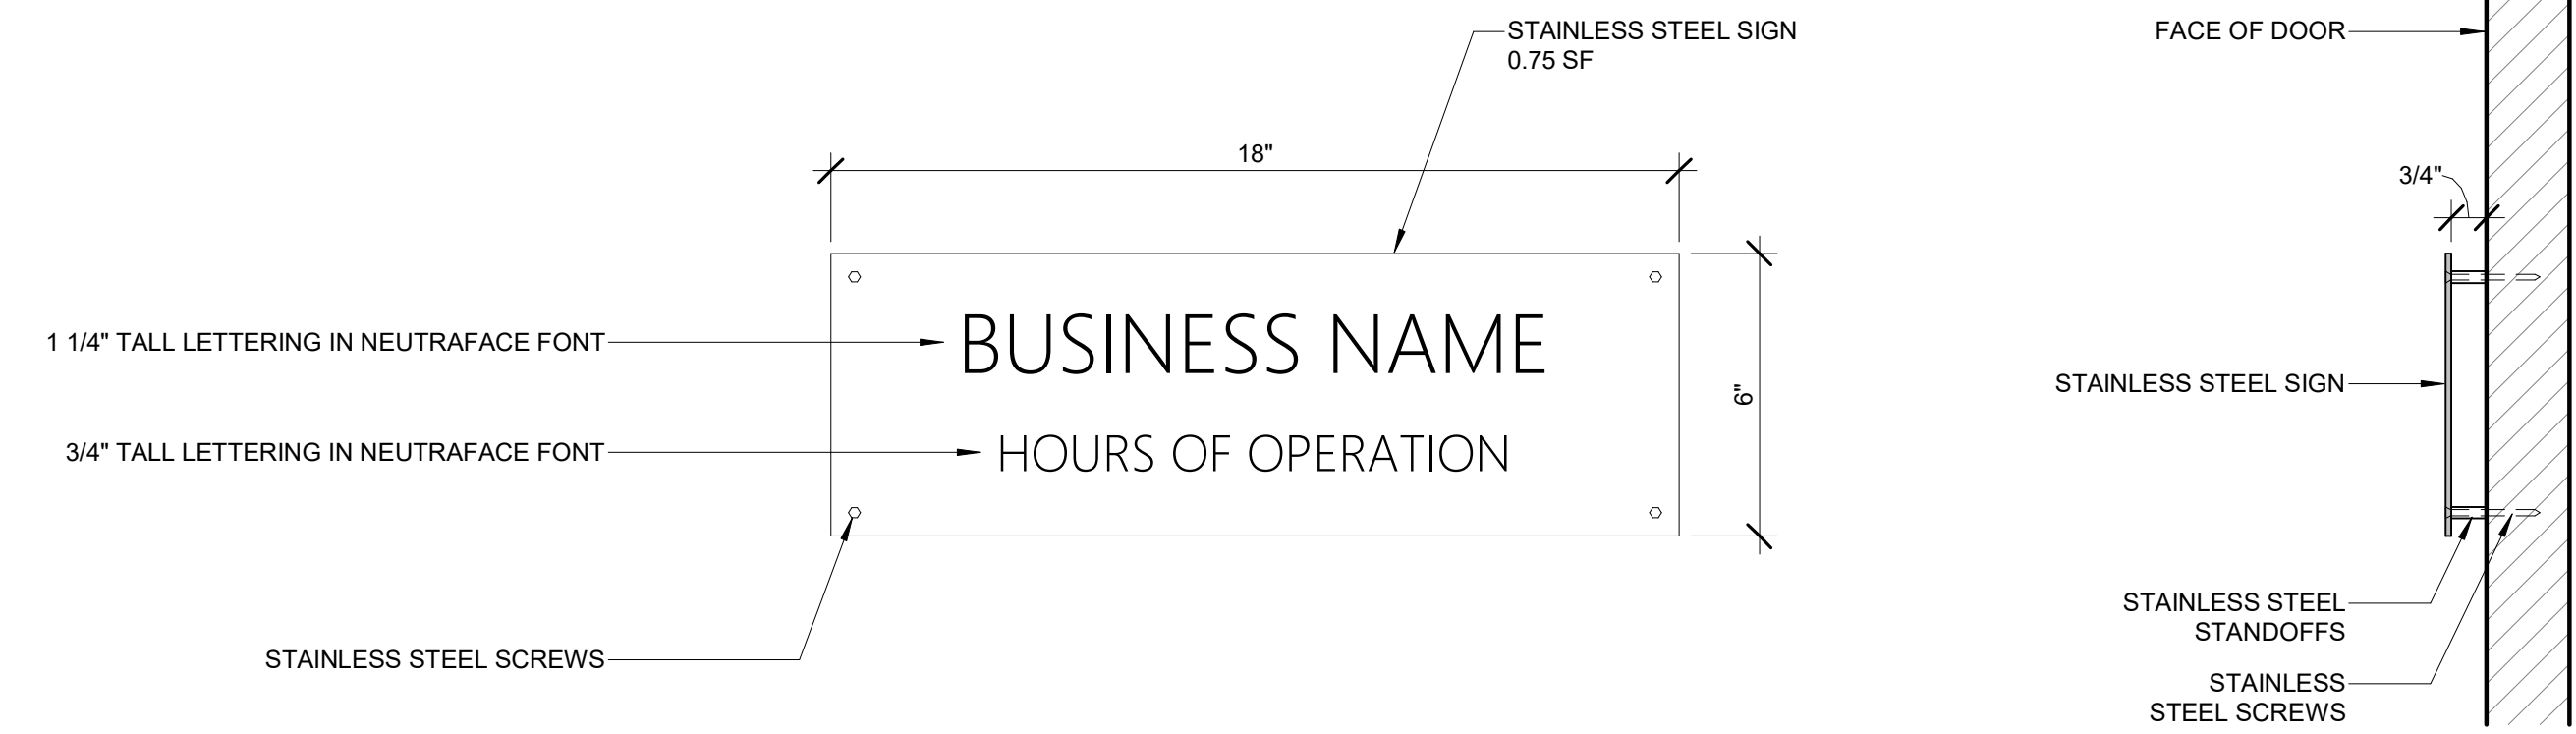 STAINLESS STEEL SIGN
0.75 SF
18"
1 1/4" TALL LETTERING IN NEUTRAFACE FONT
BUSINESS NAME
6"
3/4" TALL LETTERING IN NEUTRAFACE FONT
HOURS OF OPERATION
STAINLESS STEEL SCREWS
FACE OF DOOR
3/4"
STAINLESS STEEL SIGN
STAINLESS STEEL
STANDOFFS
STAINLESS
STEEL SCREWS